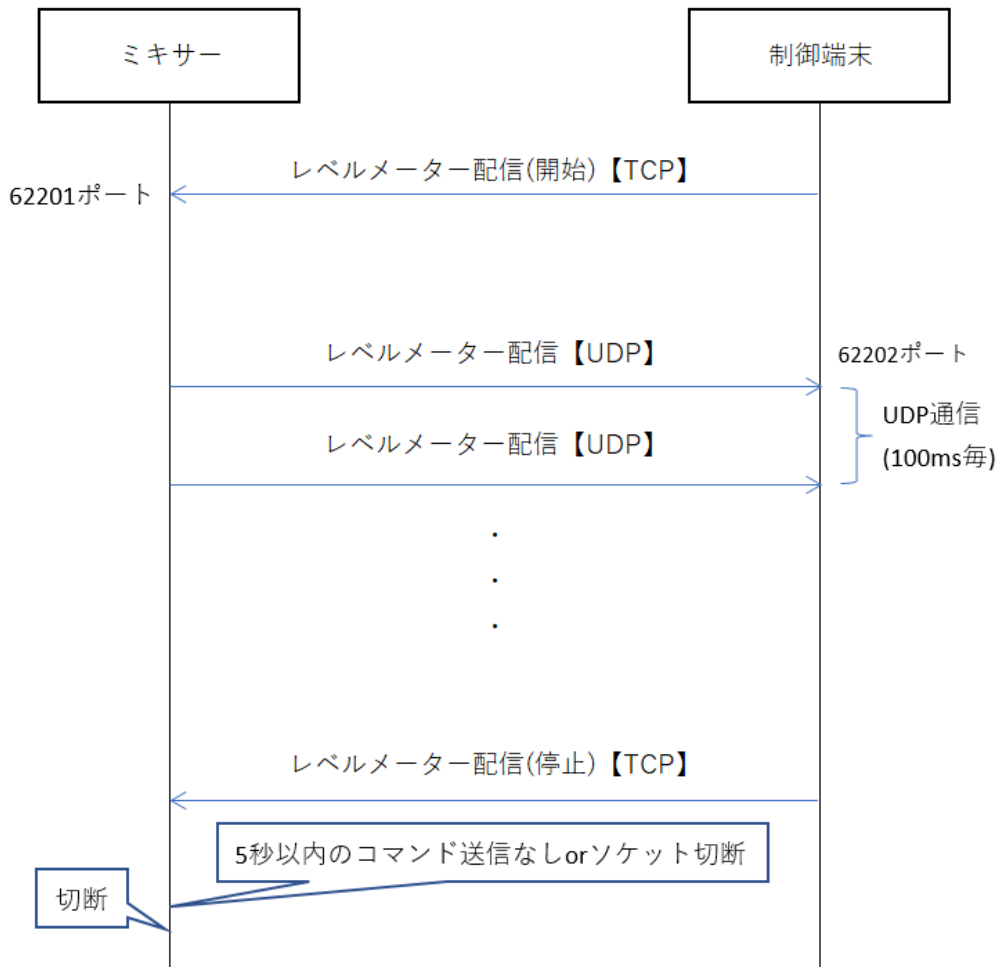 ミキサー
制御端末
レベルメーター配信(開始)【TCP】
62201ポート
レベルメーター配信【UDP】
62202ポート
UDP通信
(100ms毎)
レベルメーター配信【UDP】
・
・
・
レベルメーター配信(停止)【TCP】
5秒以内のコマンド送信なしorソケット切断
切断